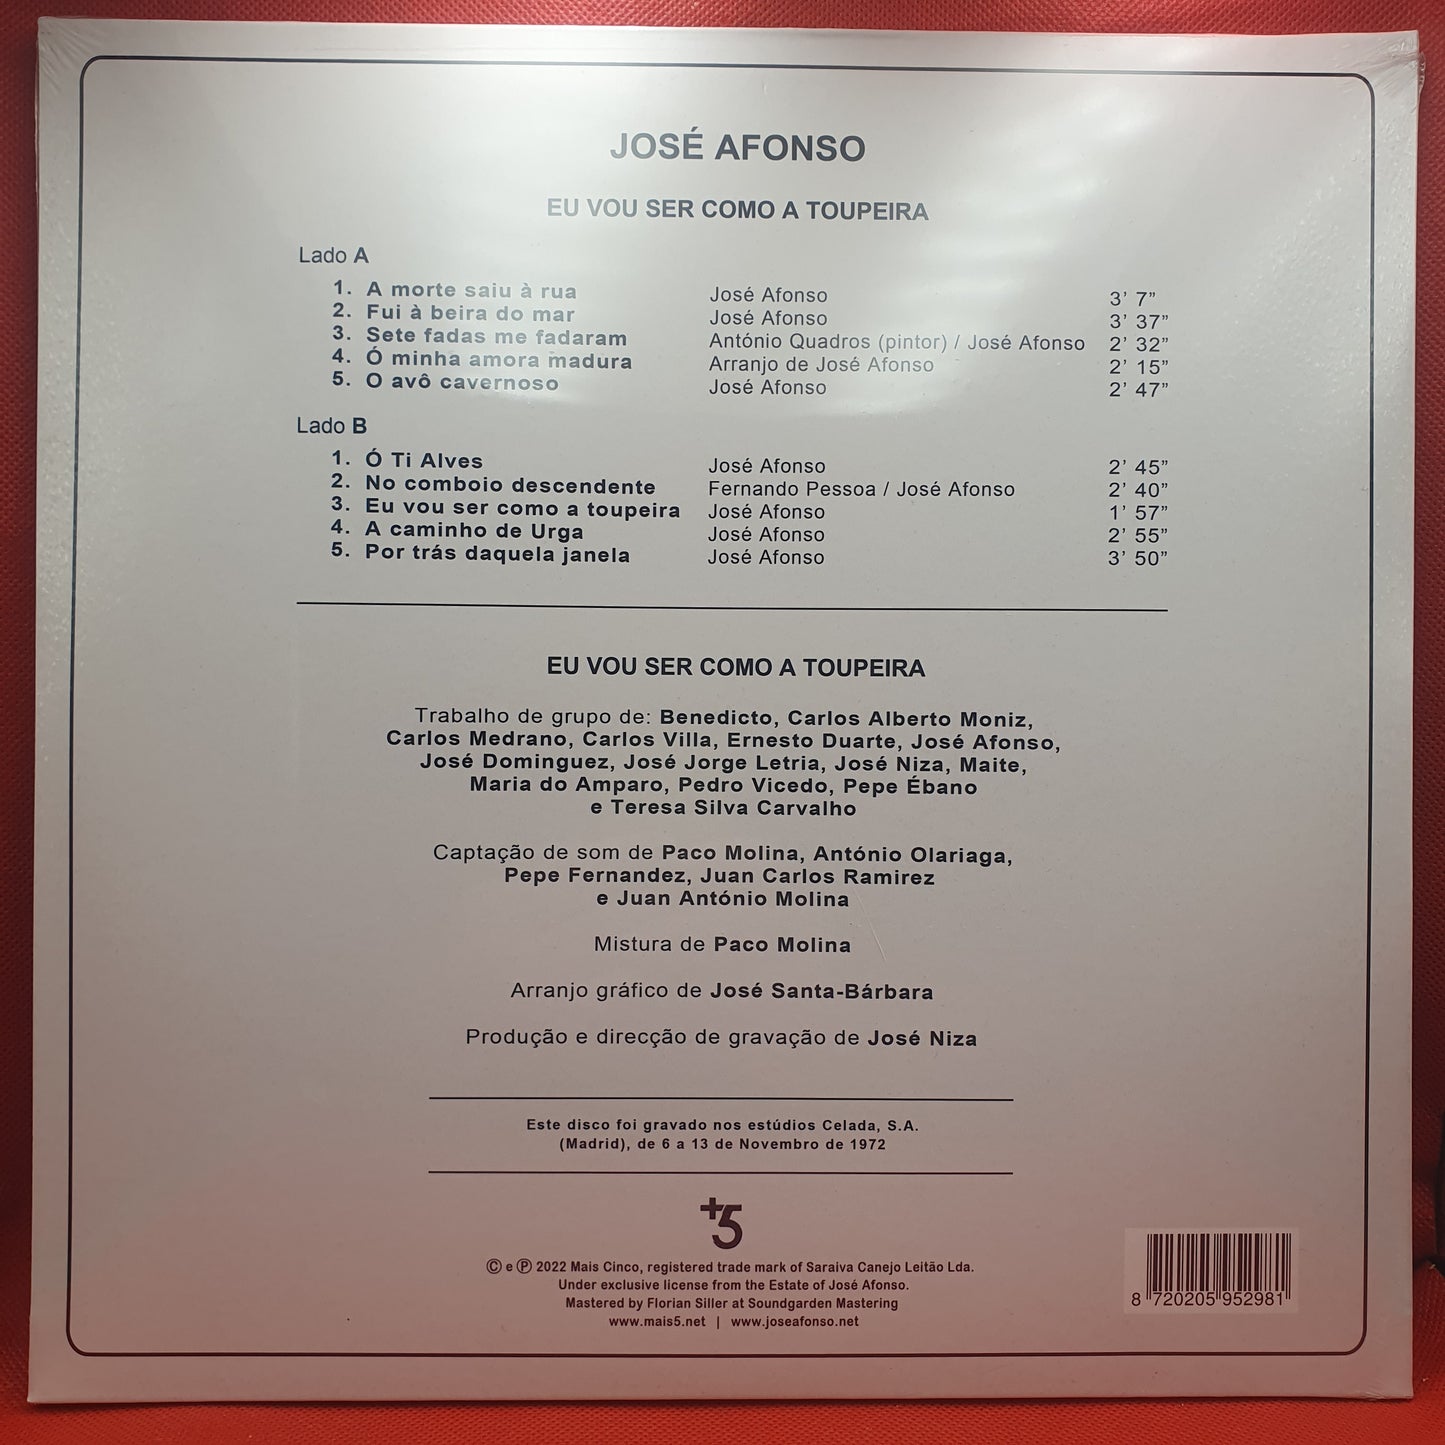 JOSÉ AFONSO
EU VOU SER COMO A TOUPEIRA
Lado A
1. A morte saiu à rua José Afonso 3’ 7”
2. Fui à beira do mar José Afonso 3’ 37”
3. Sete fadas me fadaram António Quadros (pintor) / José Afonso 2’ 32”
4. Ó minha amora madura Arranjo de José Afonso 2’ 15”
5. O avô cavernoso José Afonso 2’ 47”
Lado B
1. Ó Ti Alves José Afonso 2’ 45”
2. No comboio descendente Fernando Pessoa / José Afonso 2’ 40”
3. Eu vou ser como a toupeira José Afonso 1’ 57”
4. A caminho de Urga José Afonso 2’ 55”
5. Por trás daquela janela José Afonso 3’ 50”
EU VOU SER COMO A TOUPEIRA
Trabalho de grupo de: Benedicto, Carlos Alberto Moniz,
Carlos Medrano, Carlos Villa, Ernesto Duarte, José Afonso,
José Dominguez, José Jorge Letria, José Niza, Maite,
Maria do Amparo, Pedro Vicedo, Pepe Ébano
e Teresa Silva Carvalho
Captação de som de Paco Molina, António Olariaga,
Pepe Fernandez, Juan Carlos Ramirez
e Juan António Molina
Mistura de Paco Molina
Arranjo gráfico de José Santa-Bárbara
Produção e direcção de gravação de José Niza
Este disco foi gravado nos estúdios Celada, S.A.
(Madrid), de 6 a 13 de Novembro de 1972
+5
Ⓒ e Ⓟ 2022 Mais Cinco, registered trade mark of Saraiva Canejo Leitão Lda.
Under exclusive license from the Estate of José Afonso.
Mastered by Florian Siller at Soundgarden Mastering
www.mais5.net | www.joseafonso.net
8 720205 952981